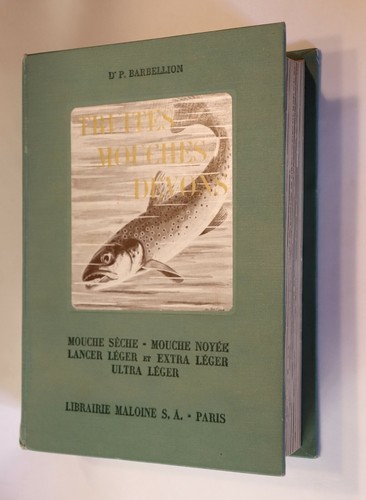 Dʳ P. BARBELLION
TRUITES
MOUCHES
DEVONS
MOUCHE SÈCHE - MOUCHE NOYÉE
LANCER LÉGER ET EXTRA LÉGER
ULTRA LÉGER
LIBRAIRIE MALOINE S. A. - PARIS